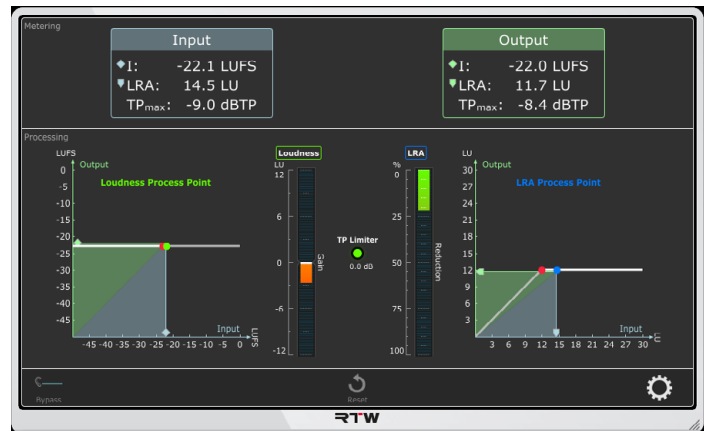 Metering
Input
I: -22.1 LUFS
LRA: 14.5 LU
TPmax: -9.0 dBTP
Output
I: -22.0 LUFS
LRA: 11.7 LU
TPmax: -8.4 dBTP
Processing
LUFS
Output
Loudness Process Point
0
-5
-10
-15
-20
-25
-30
-35
-40
-45
Input
-45 -40 -35 -30 -25 -20 -15 -10 -5 0
LUFS
Loudness
LU
12
6
0
-6
-12
Gain
TP Limiter
0.0 dB
LRA
%
0
25
50
75
100
Reduction
LU
Output
LRA Process Point
30
27
24
21
18
15
12
9
6
3
Input
3 6 9 12 15 18 21 24 27 30
LU
Bypass
Reset
RTW